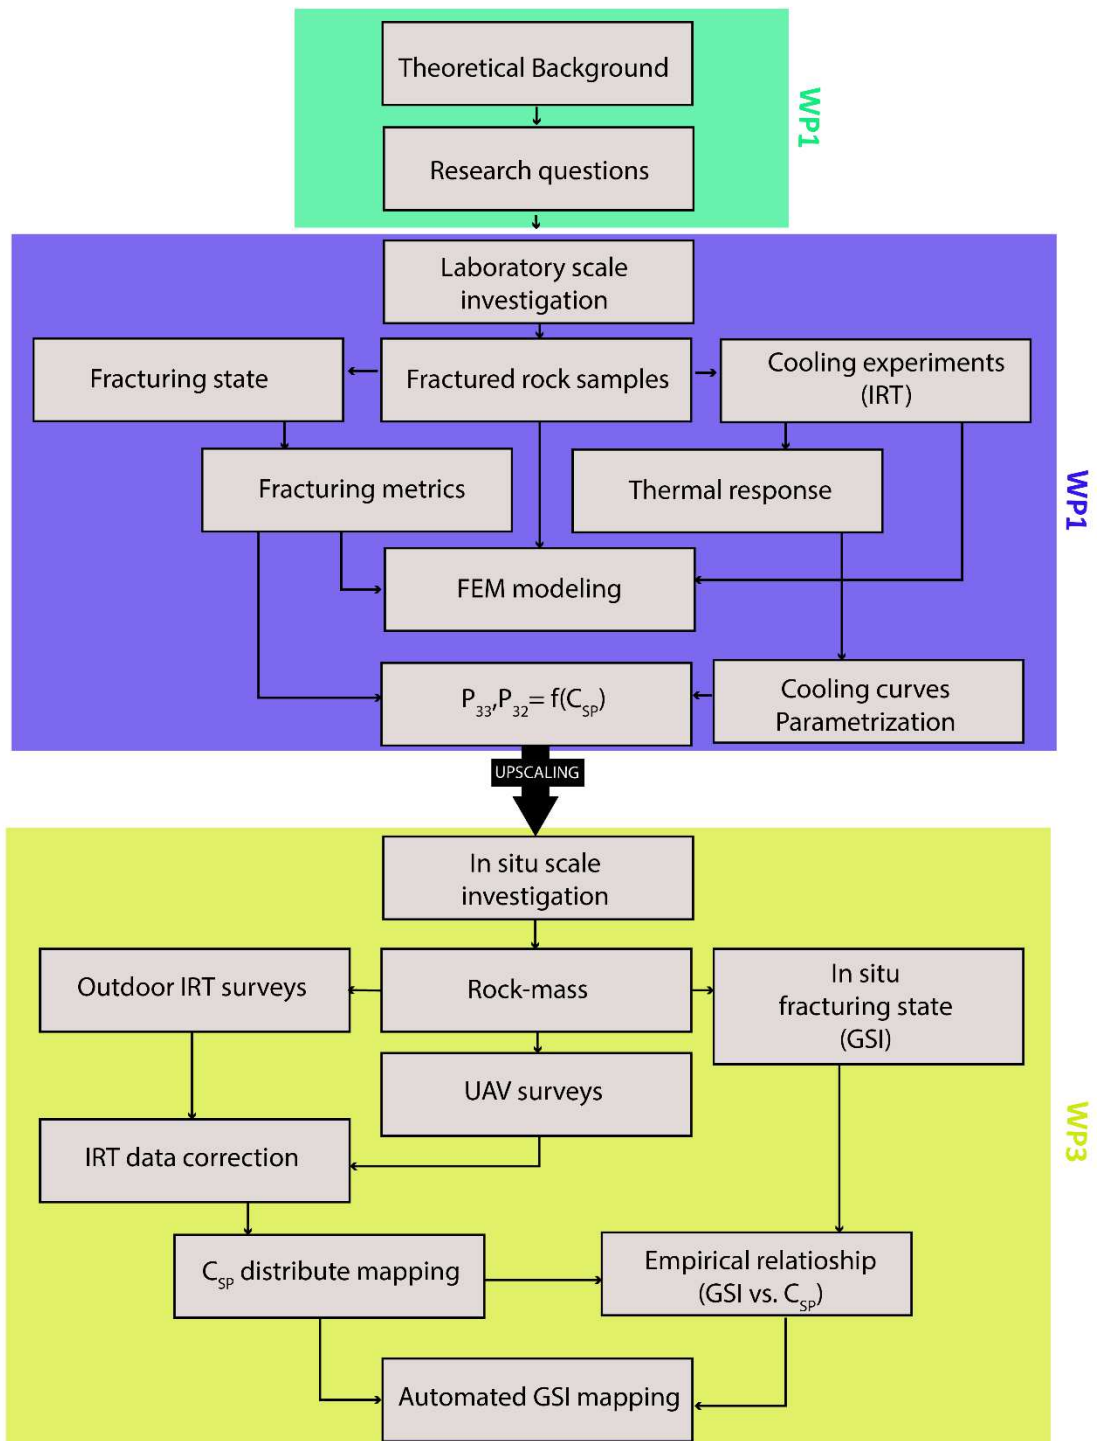 Theoretical Background
WP1
Research questions
Laboratory scale
investigation
Fracturing state
Fractured rock samples
Cooling experiments
(IRT)
Fracturing metrics
Thermal response
WP1
FEM modeling
P33,P32= f(CSP)
Cooling curves
Parametrization
UPSCALING
In situ scale
investigation
Outdoor IRT surveys
Rock-mass
In situ
fracturing state
(GSI)
UAV surveys
IRT data correction
WP3
CSP distribute mapping
Empirical relatioship
(GSI vs. CSP)
Automated GSI mapping